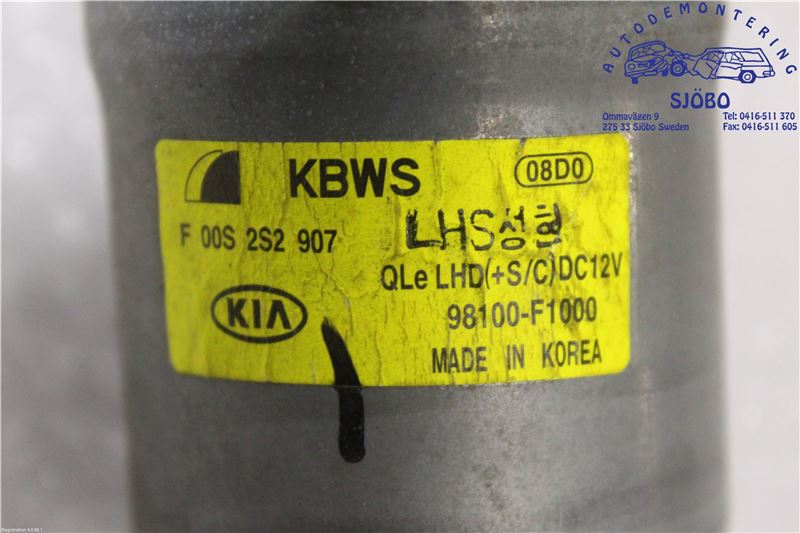 AUTODEMONTERING
SJÖBO
Ommavägen 9
275 33 Sjöbo Sweden
Tel: 0416-511 370
Fax: 0416-511 605
KBWS
08D0
F 00S 2S2 907
LHS성헌
QLe LHD(+S/C)DC12V
KIA
98100-F1000
MADE IN KOREA